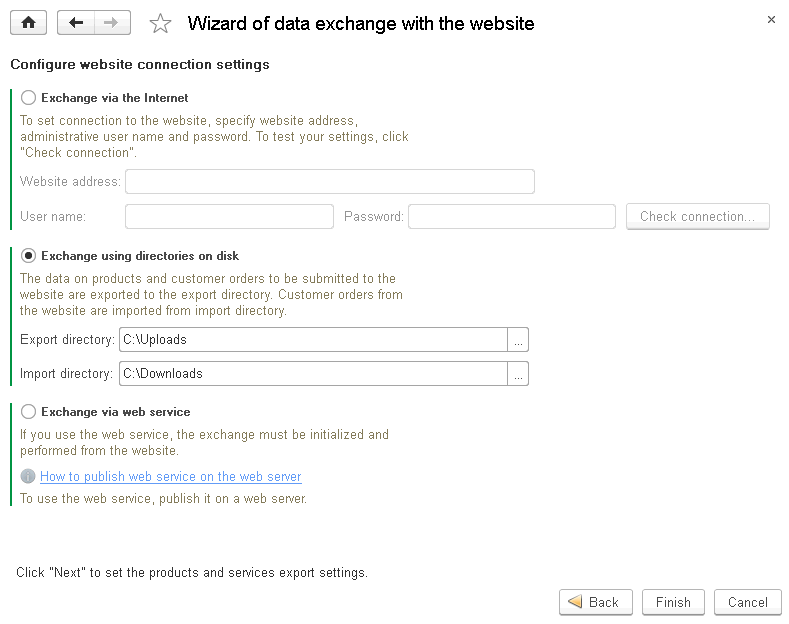 Wizard of data exchange with the website
Configure website connection settings
Exchange via the Internet
To set connection to the website, specify website address,
administrative user name and password. To test your settings, click
"Check connection".
Website address:
User name: Password: Check connection...
Exchange using directories on disk
The data on products and customer orders to be submitted to the
website are exported to the export directory. Customer orders from
the website are imported from import directory.
Export directory: C:\Uploads ...
Import directory: C:\Downloads ...
Exchange via web service
If you use the web service, the exchange must be initialized and
performed from the website.
How to publish web service on the web server
To use the web service, publish it on a web server.
Click "Next" to set the products and services export settings.
Back Finish Cancel